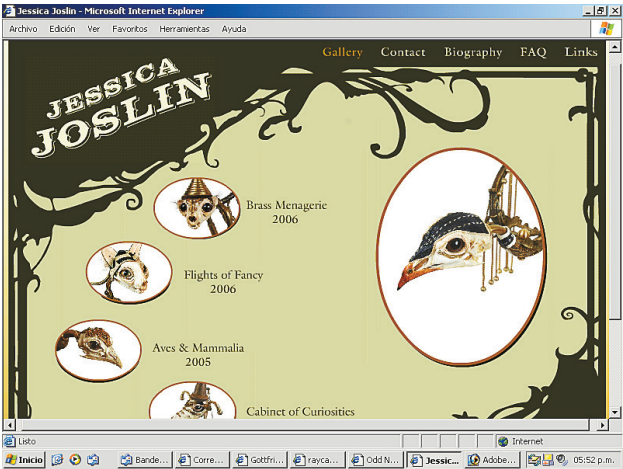 Jessica Joslin - Microsoft Internet Explorer
Archivo Edición Ver Favoritos Herramientas Ayuda
Gallery Contact Biography FAQ Links
JESSICA
JOSLIN
Brass Menagerie
2006
Flights of Fancy
2006
Aves & Mammalia
2005
Cabinet of Curiosities
Listo Internet
Inicio Bande... Corre... Gottfri... rayca... Odd N... Jessic... Adobe... 05:52 p.m.